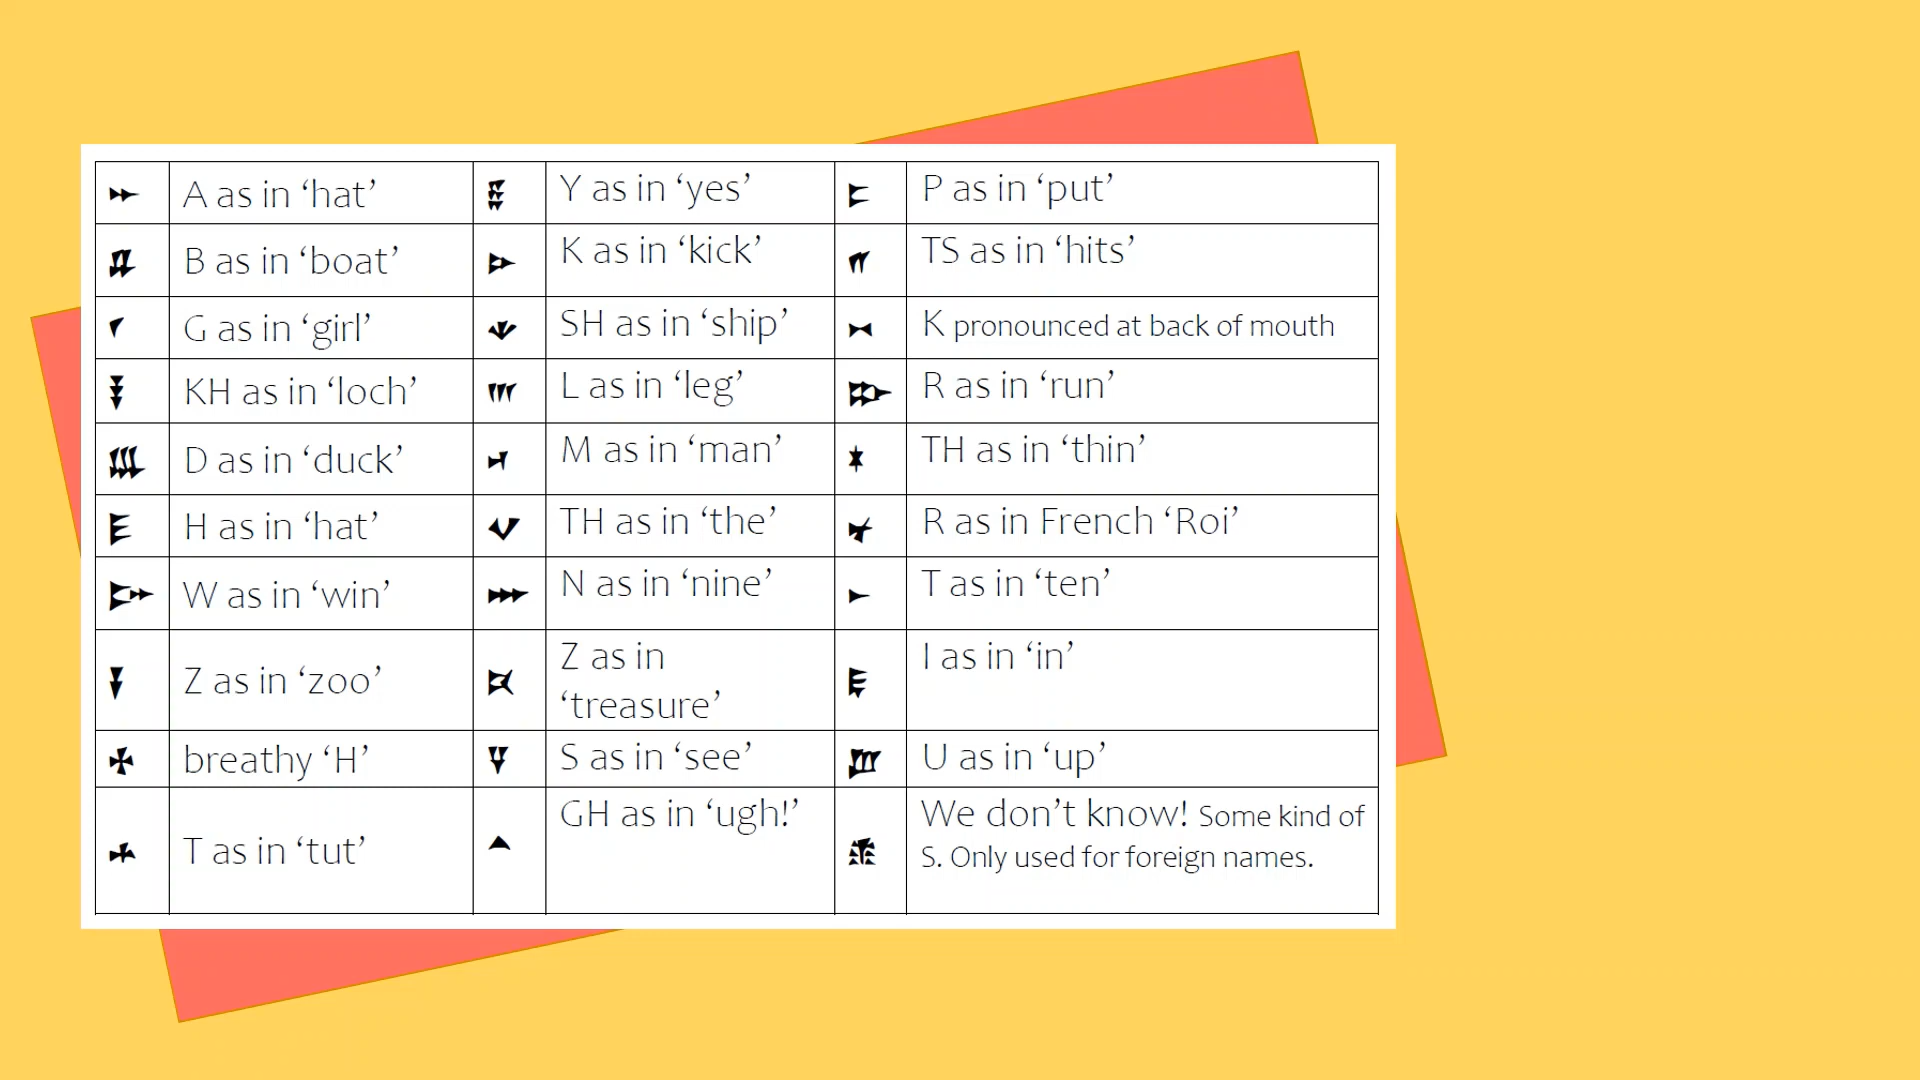 𐎀 A as in ‘hat’ 𐎊 Y as in ‘yes’ 𐎔 P as in ‘put’
𐎁 B as in ‘boat’ 𐎋 K as in ‘kick’ 𐎕 TS as in ‘hits’
𐎂 G as in ‘girl’ 𐎌 SH as in ‘ship’ 𐎖 K pronounced at back of mouth
𐎃 KH as in ‘loch’ 𐎍 L as in ‘leg’ 𐎗 R as in ‘run’
𐎄 D as in ‘duck’ 𐎎 M as in ‘man’ 𐎘 TH as in ‘thin’
𐎅 H as in ‘hat’ 𐎏 TH as in ‘the’ 𐎙 R as in French ‘Roi’
𐎆 W as in ‘win’ 𐎐 N as in ‘nine’ 𐎚 T as in ‘ten’
𐎇 Z as in ‘zoo’ 𐎑 Z as in
‘treasure’ 𐎛 I as in ‘in’
𐎈 breathy ‘H’ 𐎒 S as in ‘see’ 𐎜 U as in ‘up’
𐎉 T as in ‘tut’ 𐎓 GH as in ‘ugh!’ 𐎝 We don’t know! Some kind of
S. Only used for foreign names.